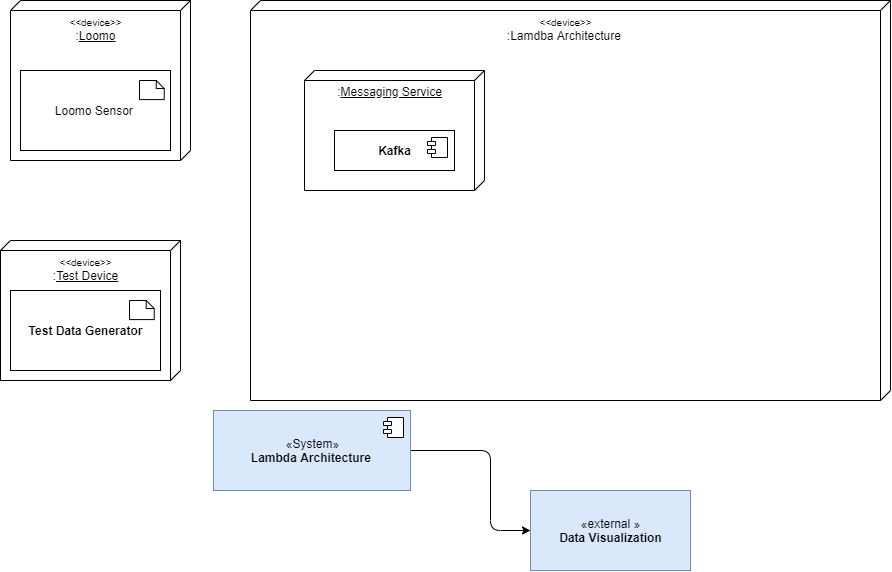 <<device>>
:Loomo
Loomo Sensor
<<device>>
:Lamdba Architecture
:Messaging Service
Kafka
<<device>>
:Test Device
Test Data Generator
«System»
Lambda Architecture
«external »
Data Visualization